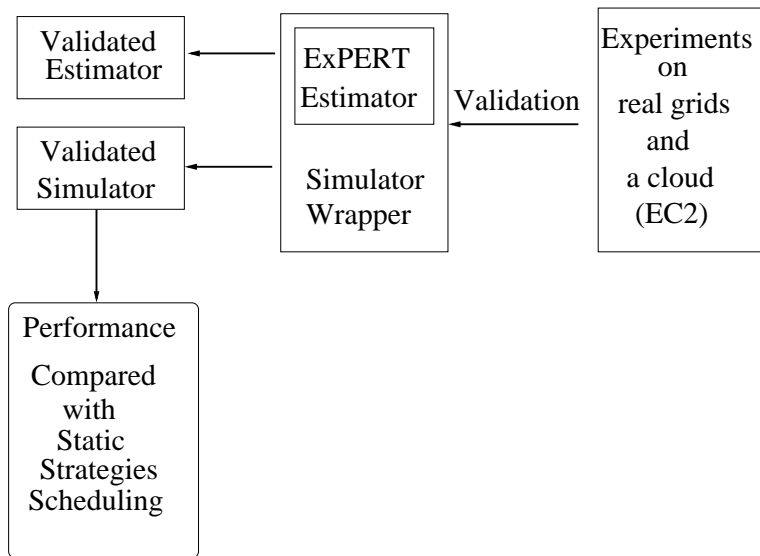 Validated
Estimator
ExPERT
Estimator
Simulator
Wrapper
Validation
Experiments
on
real grids
and
a cloud
(EC2)
Validated
Simulator
Performance
Compared
with
Static
Strategies
Scheduling